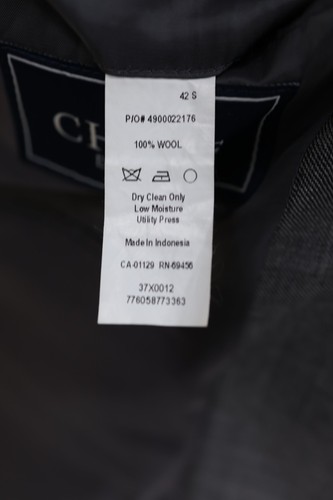 42 S
P/O# 4900022176
100% WOOL
Dry Clean Only
Low Moisture
Utility Press
Made In Indonesia
CA-01129 RN-69456
37X0012
776058773363